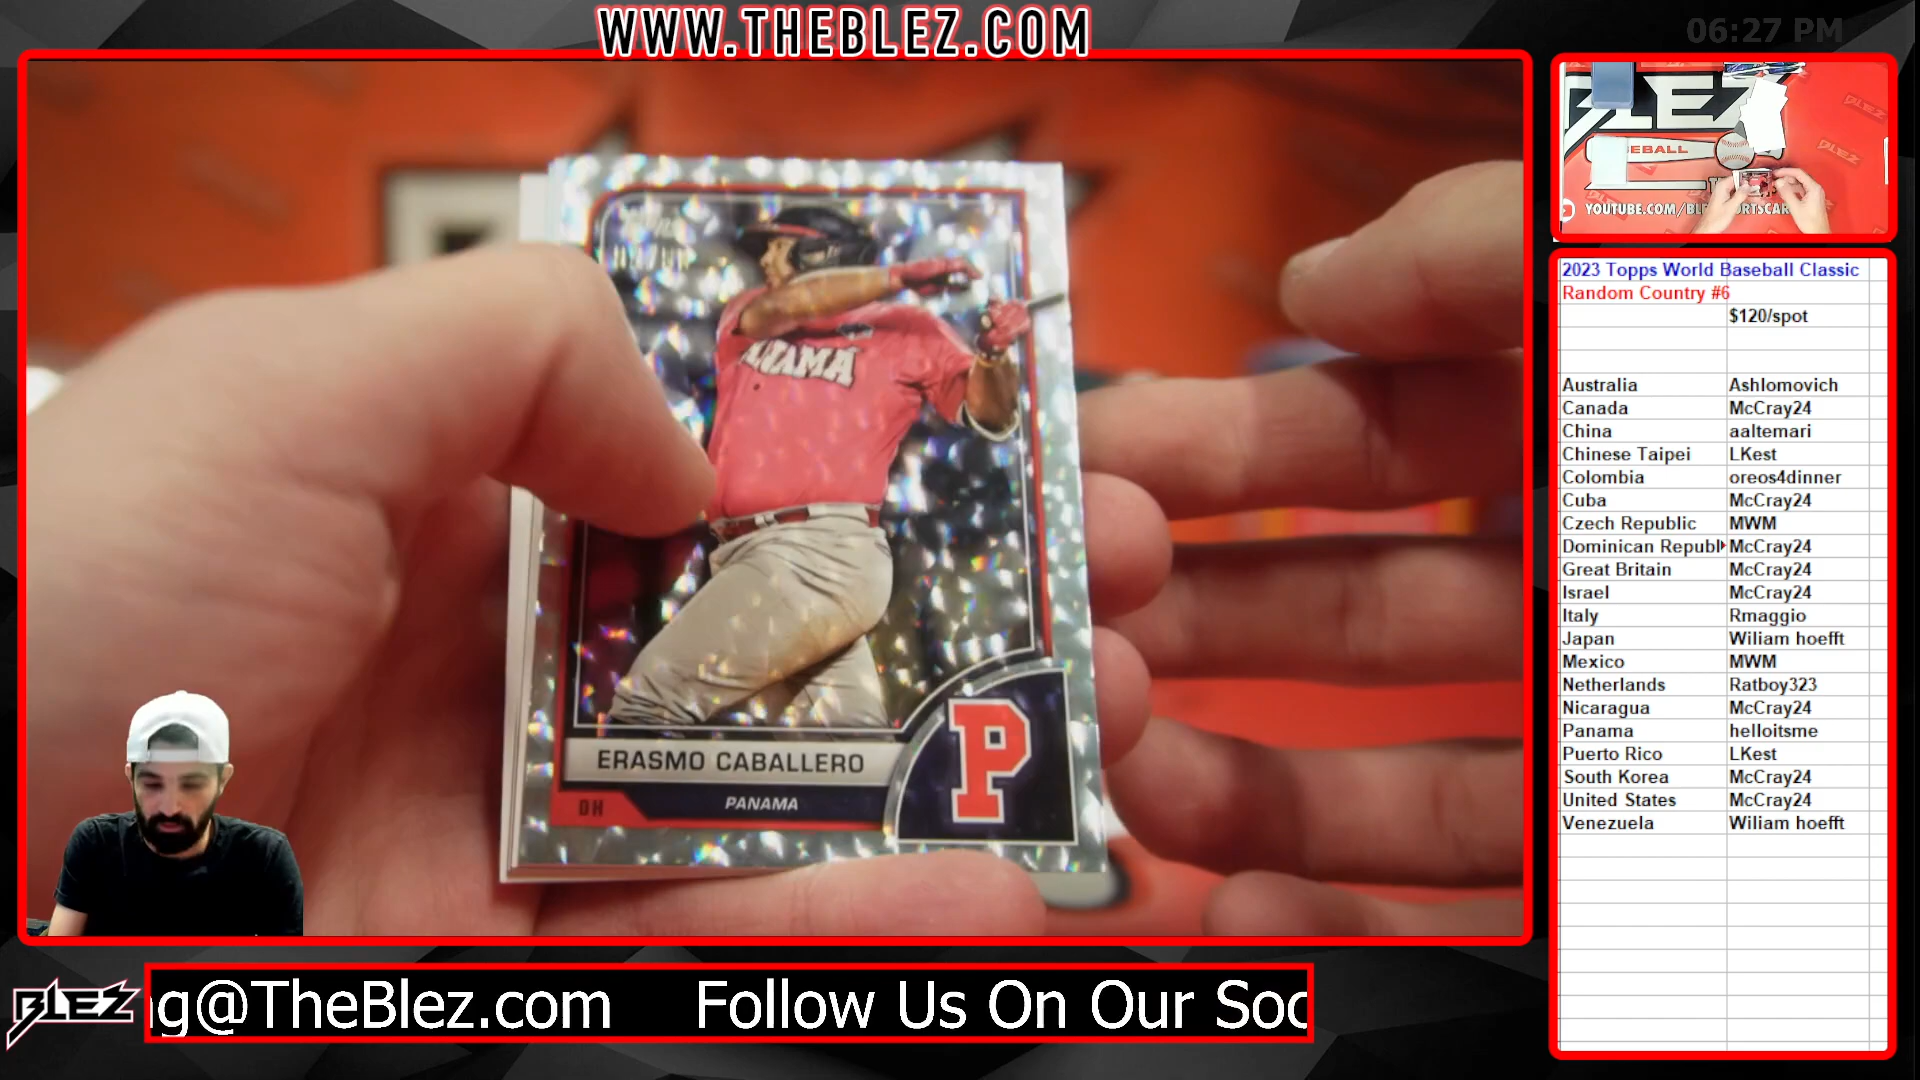 WWW.THEBLEZ.COM
06:27 PM
BLEZ
YOUTUBE.COM/BL
2023 Topps World Baseball Classic
Random Country #6
$120/spot
Australia Ashlomovich
Canada McCray24
China aaltemari
Chinese Taipei LKest
Colombia oreos4dinner
Cuba McCray24
Czech Republic MWM
Dominican Republ McCray24
Great Britain McCray24
Israel McCray24
Italy Rmaggio
Japan Wiliam hoefft
Mexico MWM
Netherlands Ratboy323
Nicaragua McCray24
Panama helloitsme
Puerto Rico LKest
South Korea McCray24
United States McCray24
Venezuela Wiliam hoefft
ANAMA
P
ERASMO CABALLERO
DH PANAMA
BLEZ
g@TheBlez.com Follow Us On Our Soc